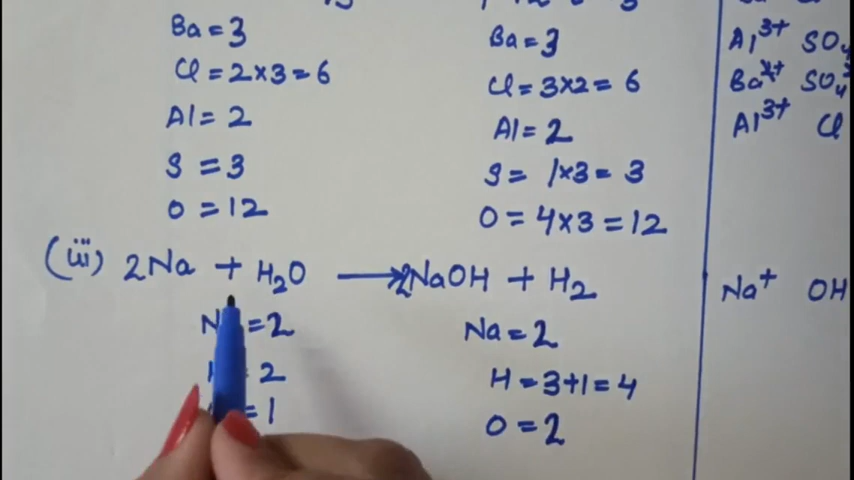 Ba = 3
Cl = 2×3 = 6
Al = 2
S = 3
O = 12
Ba = 3
Cl = 3×2 = 6
Al = 2
S = 1×3 = 3
O = 4×3 = 12
Al³⁺ SO₄
Ba²⁺ SO₄
Al³⁺ Cl
(iii) 2Na + H₂O ⟶ 2NaOH + H₂
= 2
= 2
= 1
Na = 2
H = 3+1 = 4
O = 2
Na⁺ OH